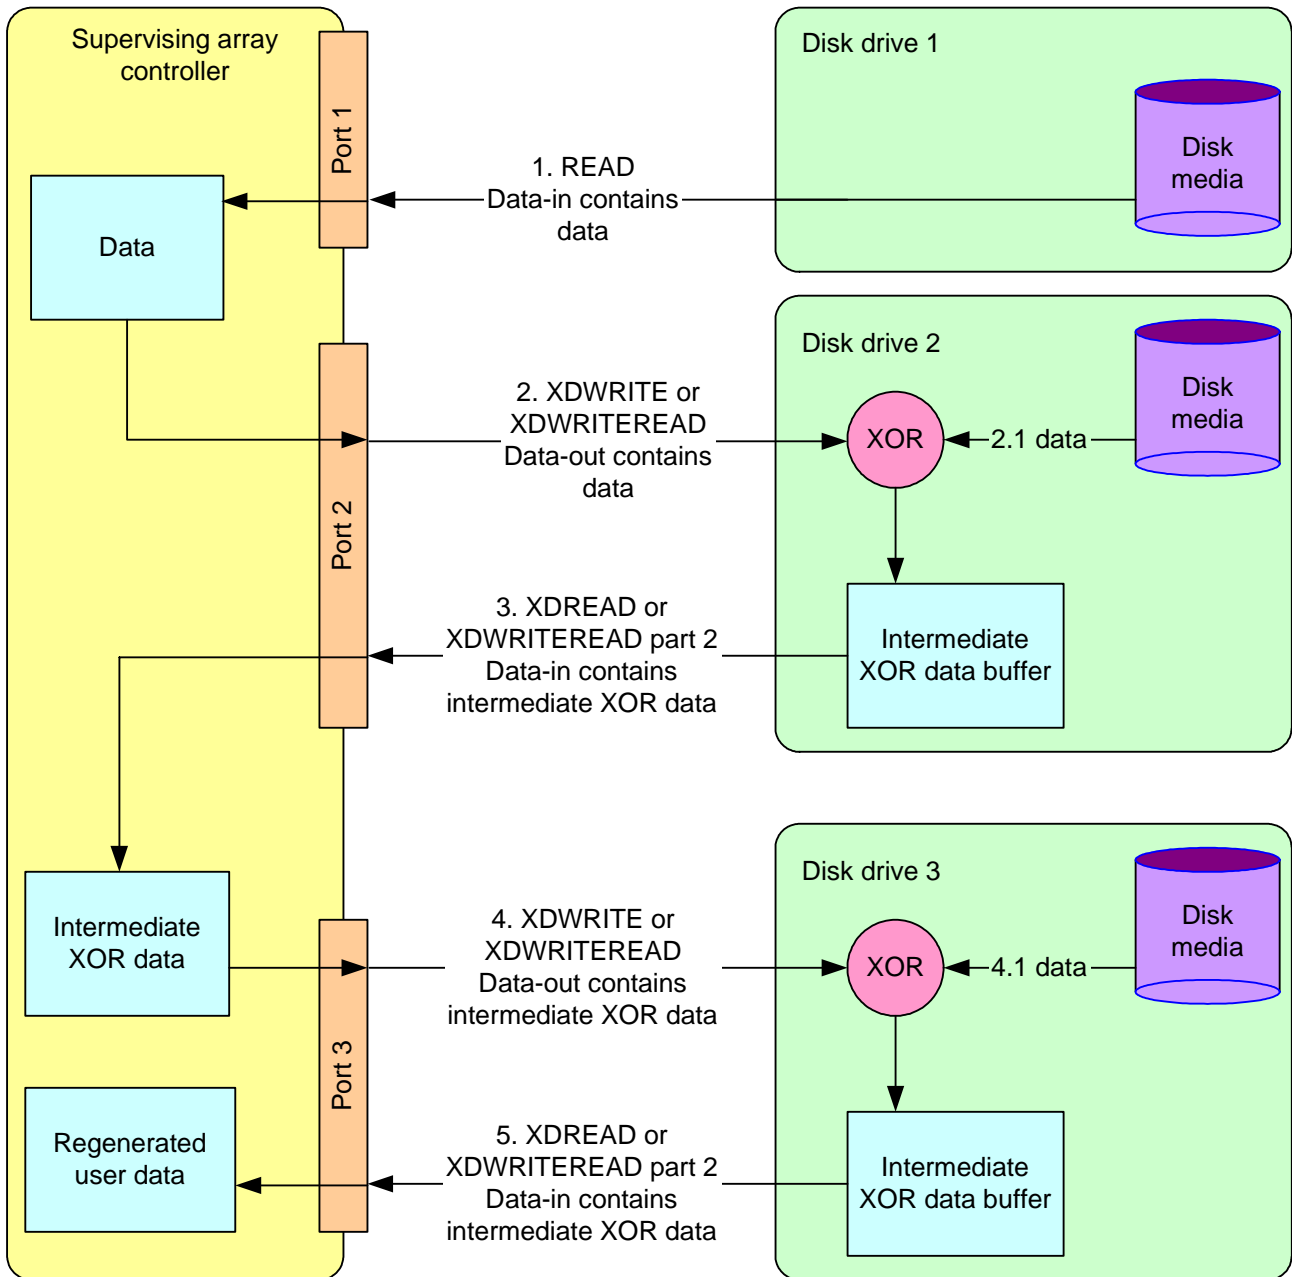 Supervising array
controller
Port 1
Data
1. READ
Data-in contains
data
Disk drive 1
Disk
media
Port 2
2. XDWRITE or
XDWRITEREAD
Data-out contains
data
Disk drive 2
XOR
2.1 data
Disk
media
3. XDREAD or
XDWRITEREAD part 2
Data-in contains
intermediate XOR data
Intermediate
XOR data buffer
Intermediate
XOR data
Port 3
4. XDWRITE or
XDWRITEREAD
Data-out contains
intermediate XOR data
Disk drive 3
XOR
4.1 data
Disk
media
Regenerated
user data
5. XDREAD or
XDWRITEREAD part 2
Data-in contains
intermediate XOR data
Intermediate
XOR data buffer